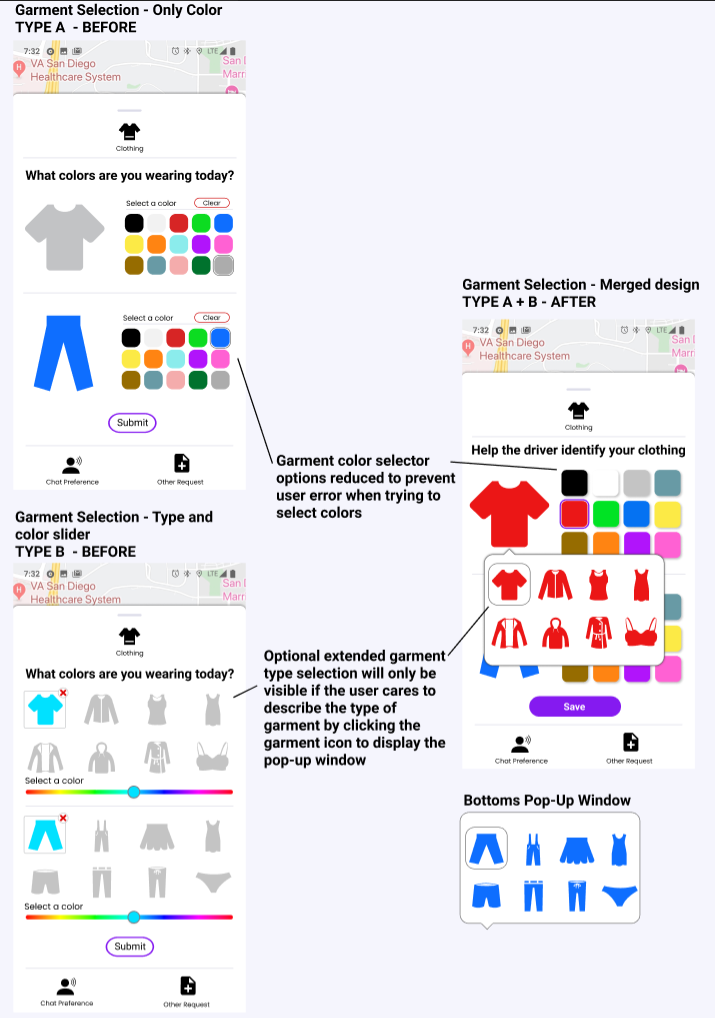 Garment Selection - Only Color
TYPE A  - BEFORE
7:32
LTE
VA San Diego
Healthcare System
San D
Marr
H
Clothing
What colors are you wearing today?
Select a color
Clear
Select a color
Clear
Submit
Chat Preference
Other Request
Garment color selector
options reduced to prevent
user error when trying to
select colors
Garment Selection - Type and
color slider
TYPE B  - BEFORE
7:32
LTE
VA San Diego
Healthcare System
San
Marr
H
Clothing
What colors are you wearing today?
Select a color
Select a color
Submit
Chat Preference
Other Request
Optional extended garment
type selection will only be
visible if the user cares to
describe the type of
garment by clicking the
garment icon to display the
pop-up window
Garment Selection - Merged design
TYPE A + B - AFTER
7:32
LTE
VA San Diego
Healthcare System
San
Marr
H
Clothing
Help the driver identify your clothing
Save
Chat Preference
Other Request
Bottoms Pop-Up Window